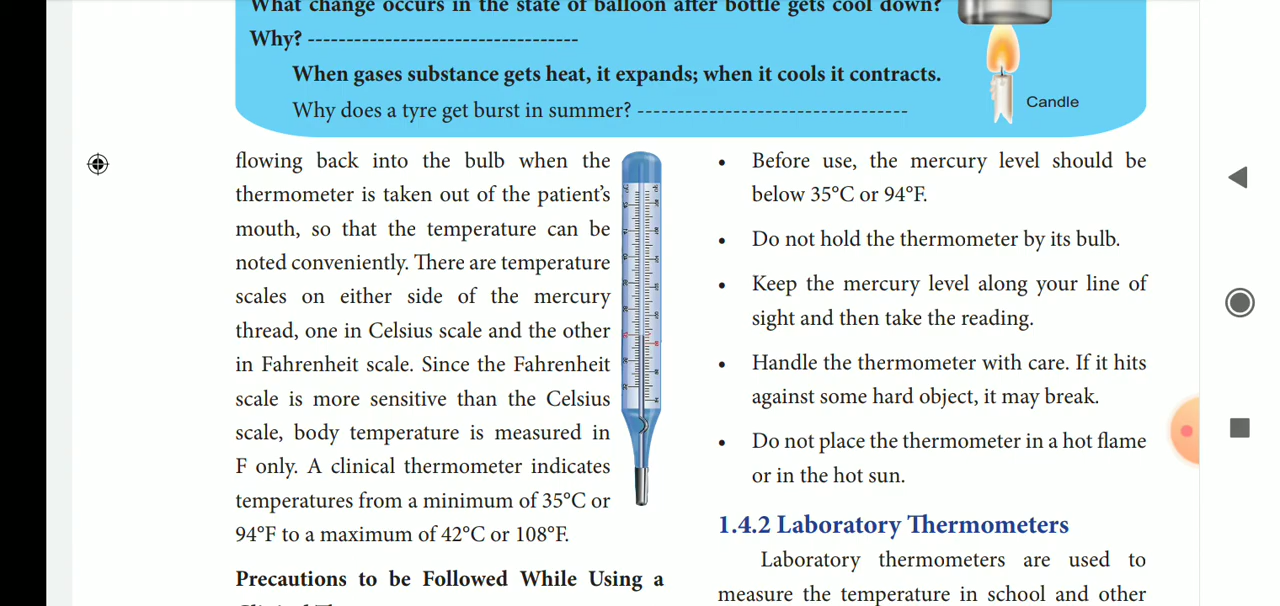 What change occurs in the state of balloon after bottle gets cool down?
Why? ----------------------------------
When gases substance gets heat, it expands; when it cools it contracts.
Why does a tyre get burst in summer? ----------------------------------
Candle
flowing back into the bulb when the
thermometer is taken out of the patient's
mouth, so that the temperature can be
noted conveniently. There are temperature
scales on either side of the mercury
thread, one in Celsius scale and the other
in Fahrenheit scale. Since the Fahrenheit
scale is more sensitive than the Celsius
scale, body temperature is measured in
F only. A clinical thermometer indicates
temperatures from a minimum of 35°C or
94°F to a maximum of 42°C or 108°F.
Precautions to be Followed While Using a
• Before use, the mercury level should be
below 35°C or 94°F.
• Do not hold the thermometer by its bulb.
• Keep the mercury level along your line of
sight and then take the reading.
• Handle the thermometer with care. If it hits
against some hard object, it may break.
• Do not place the thermometer in a hot flame
or in the hot sun.
1.4.2 Laboratory Thermometers
Laboratory thermometers are used to
measure the temperature in school and other